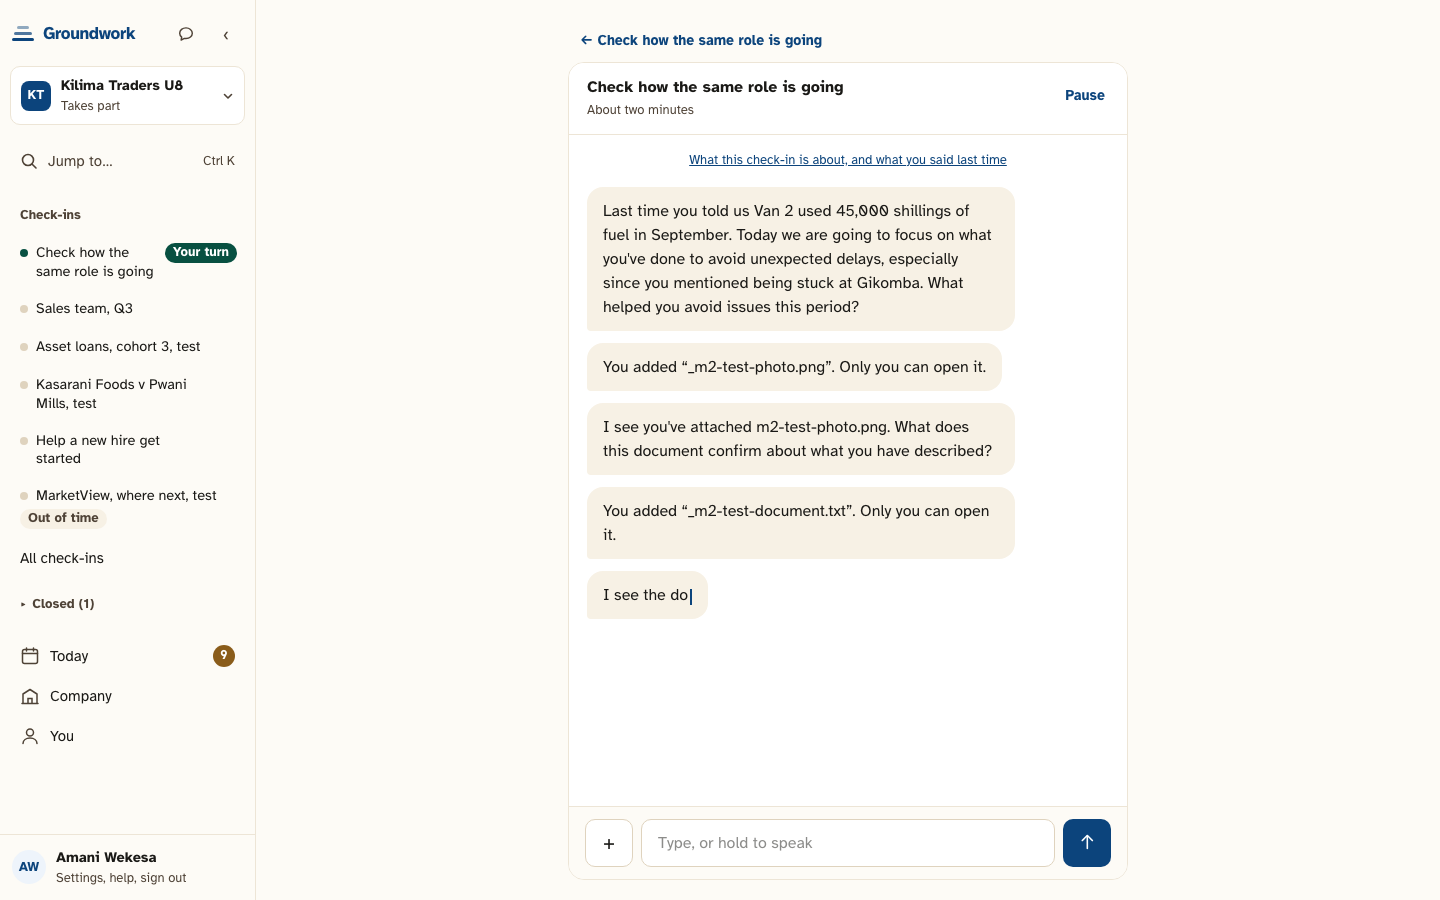 Groundwork
KT
Kilima Traders U8
Takes part
Jump to...
Ctrl K
Check-ins
Check how the
same role is going
Your turn
Sales team, Q3
Asset loans, cohort 3, test
Kasarani Foods v Pwani
Mills, test
Help a new hire get
started
MarketView, where next, test
Out of time
All check-ins
Closed (1)
Today
9
Company
You
AW
Amani Wekesa
Settings, help, sign out
← Check how the same role is going
Check how the same role is going
About two minutes
Pause
What this check-in is about, and what you said last time
Last time you told us Van 2 used 45,000 shillings of
fuel in September. Today we are going to focus on what
you've done to avoid unexpected delays, especially
since you mentioned being stuck at Gikomba. What
helped you avoid issues this period?
You added “_m2-test-photo.png”. Only you can open it.
I see you've attached m2-test-photo.png. What does
this document confirm about what you have described?
You added “_m2-test-document.txt”. Only you can open
it.
I see the do
+
Type, or hold to speak